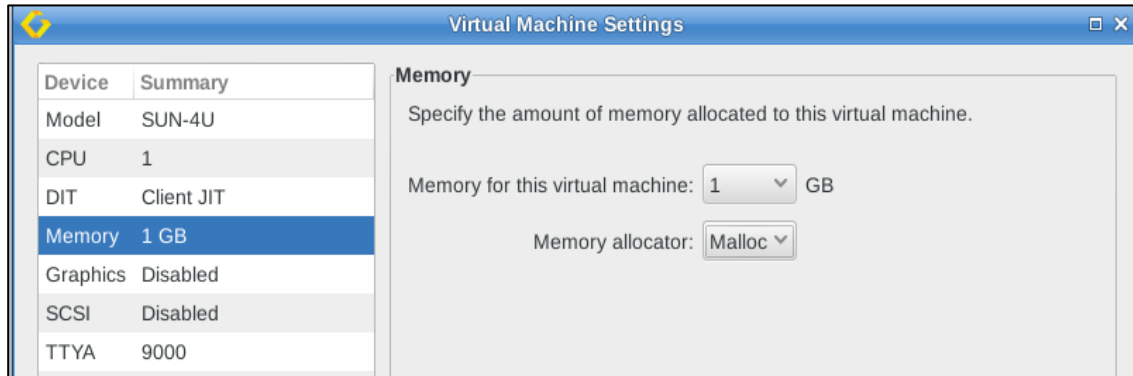 Virtual Machine Settings
Device Summary
Model SUN-4U
CPU 1
DIT Client JIT
Memory 1 GB
Graphics Disabled
SCSI Disabled
TTYA 9000
Memory
Specify the amount of memory allocated to this virtual machine.
Memory for this virtual machine: 1 GB
Memory allocator: Malloc